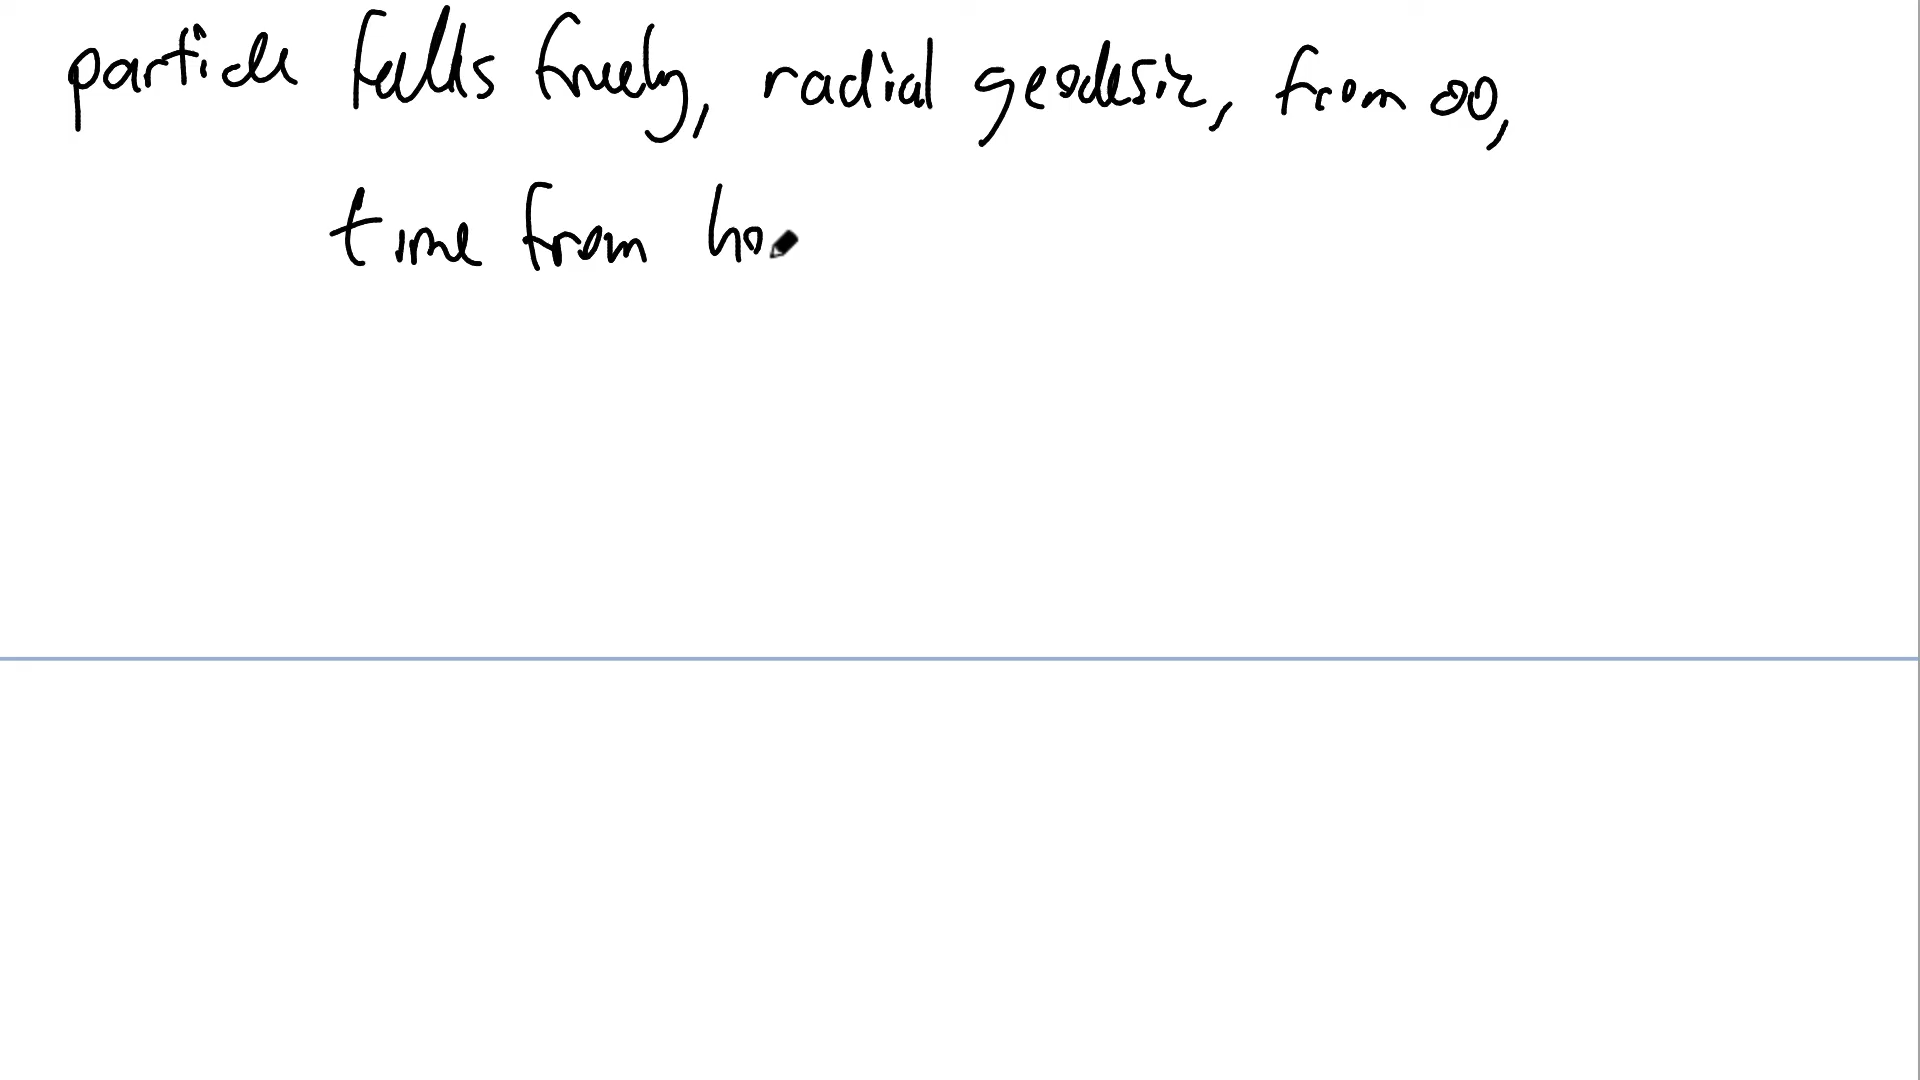 particle falls freely, radial geodesic, from ∞,
time from ho